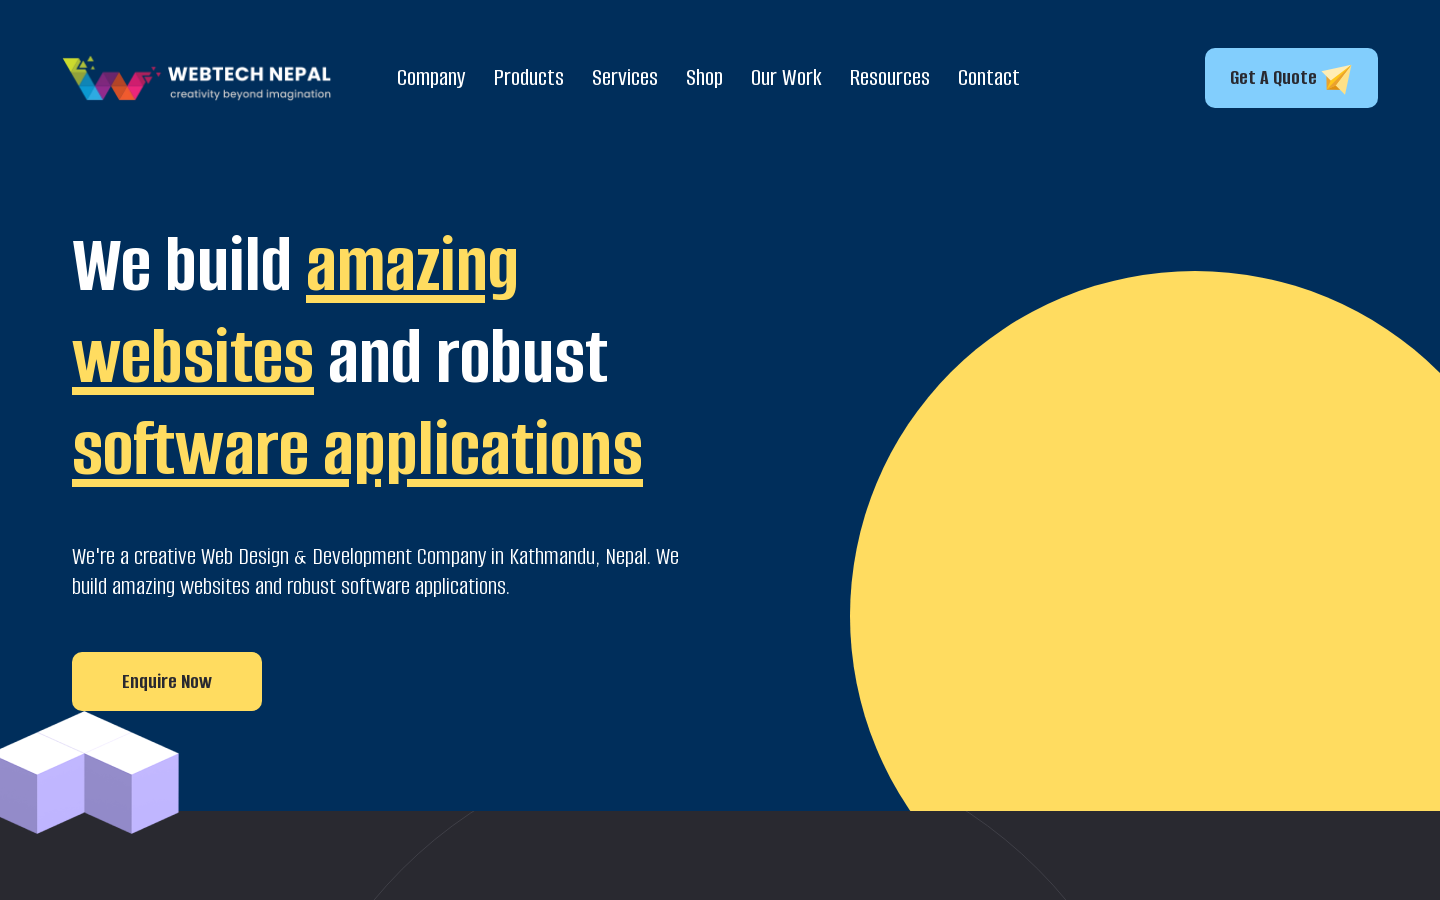 WEBTECH NEPAL
creativity beyond imagination
Company Products Services Shop Our Work Resources Contact
Get A Quote
We build amazing
websites and robust
software applications
We're a creative Web Design & Development Company in Kathmandu, Nepal. We
build amazing websites and robust software applications.
Enquire Now